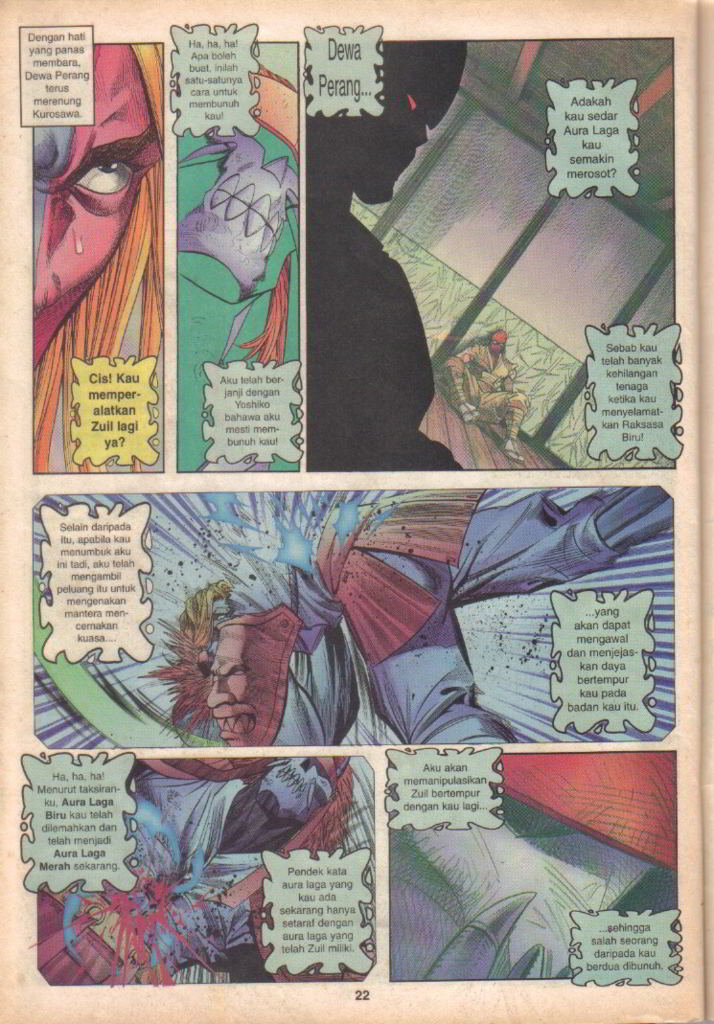 Dengan hati
yang panas
membara,
Dewa Perang
terus
merenung
Kurosawa.
Cis! Kau
memper-
alatkan
Zuil lagi
ya?
Ha, ha, ha!
Apa boleh
buat, inilah
satu-satunya
cara untuk
membunuh
kau!
Aku telah ber-
janji dengan
Yoshiko
bahawa aku
mesti mem-
bunuh kau!
Dewa
Perang...
Adakah
kau sedar
Aura Laga
kau
semakin
merosot?
Sebab kau
telah banyak
kehilangan
tenaga
ketika kau
menyelamat-
kan Raksasa
Biru!
Selain daripada
itu, apabila kau
menumbuk aku
ini tadi, aku telah
mengambil
peluang itu untuk
mengenakan
mantera men-
cernakan
kuasa....
...yang
akan dapat
mengawal
dan menjejas-
kan daya
bertempur
kau pada
badan kau itu.
Ha, ha, ha!
Menurut taksiran-
ku, Aura Laga
Biru kau telah
dilemahkan dan
telah menjadi
Aura Laga
Merah sekarang.
Pendek kata
aura laga yang
kau ada
sekarang hanya
setaraf dengan
aura laga yang
telah Zuil miliki.
Aku akan
memanipulasikan
Zuil bertempur
dengan kau lagi...
...sehingga
salah seorang
daripada kau
berdua dibunuh.
22